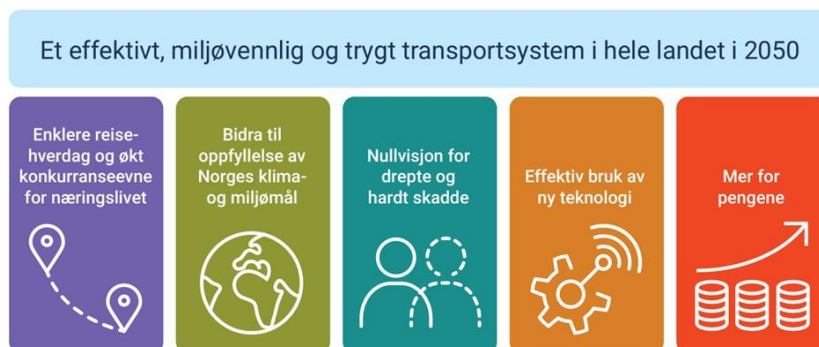 Et effektivt, miljøvennlig og trygt transportsystem i hele landet i 2050
Enklere reise-
hverdag og økt
konkurranseevne
for næringslivet
Bidra til
oppfyllelse av
Norges klima-
og miljømål
Nullvisjon for
drepte og
hardt skadde
Effektiv bruk av
ny teknologi
Mer for
pengene